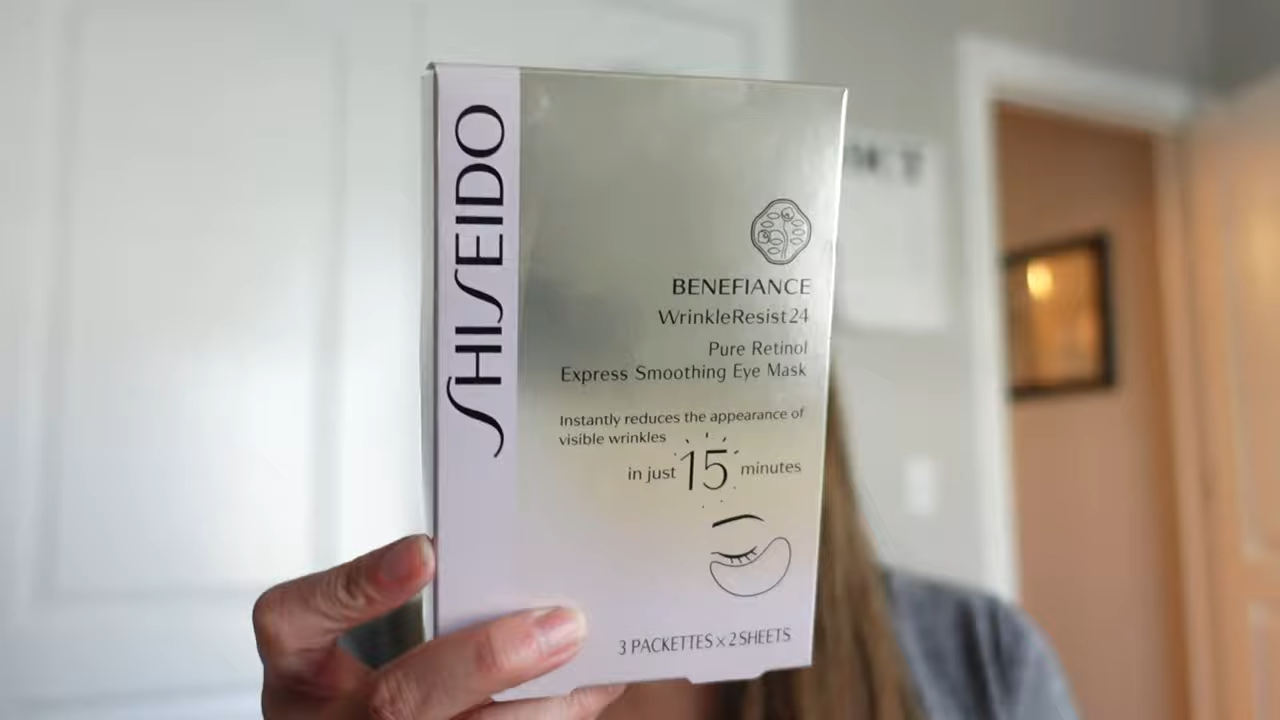 SHISEIDO
BENEFIANCE
WrinkleResist24
Pure Retinol
Express Smoothing Eye Mask
Instantly reduces the appearance of
visible wrinkles
in just 15 minutes
3 PACKETTES x 2 SHEETS